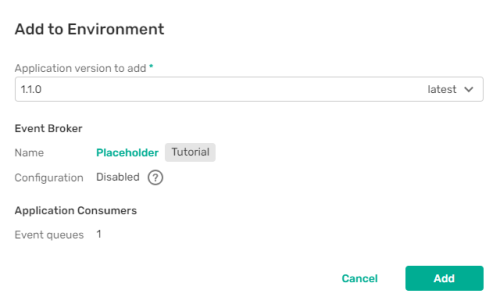 Add to Environment
Application version to add *
1.1.0 latest
Event Broker
Name Placeholder Tutorial
Configuration Disabled ?
Application Consumers
Event queues 1
Cancel Add